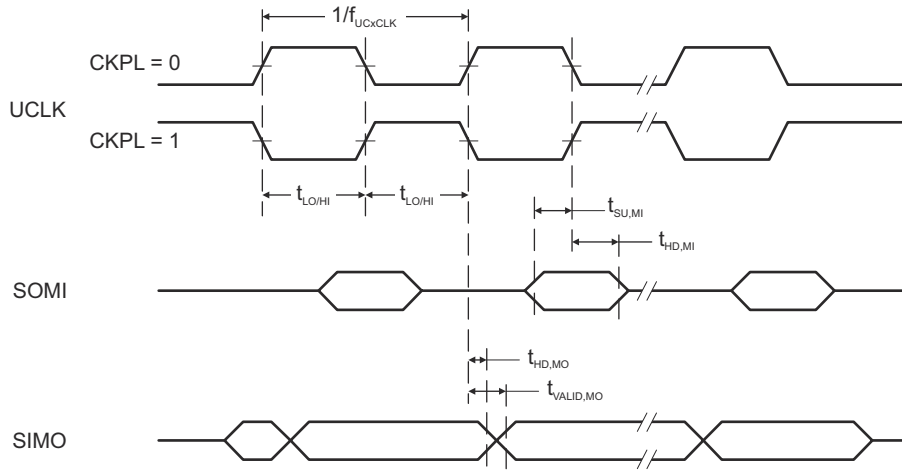 1/fUCxCLK
CKPL = 0
UCLK
CKPL = 1
tLO/HI tLO/HI
tSU,MI
tHD,MI
SOMI
tHD,MO
tVALID,MO
SIMO